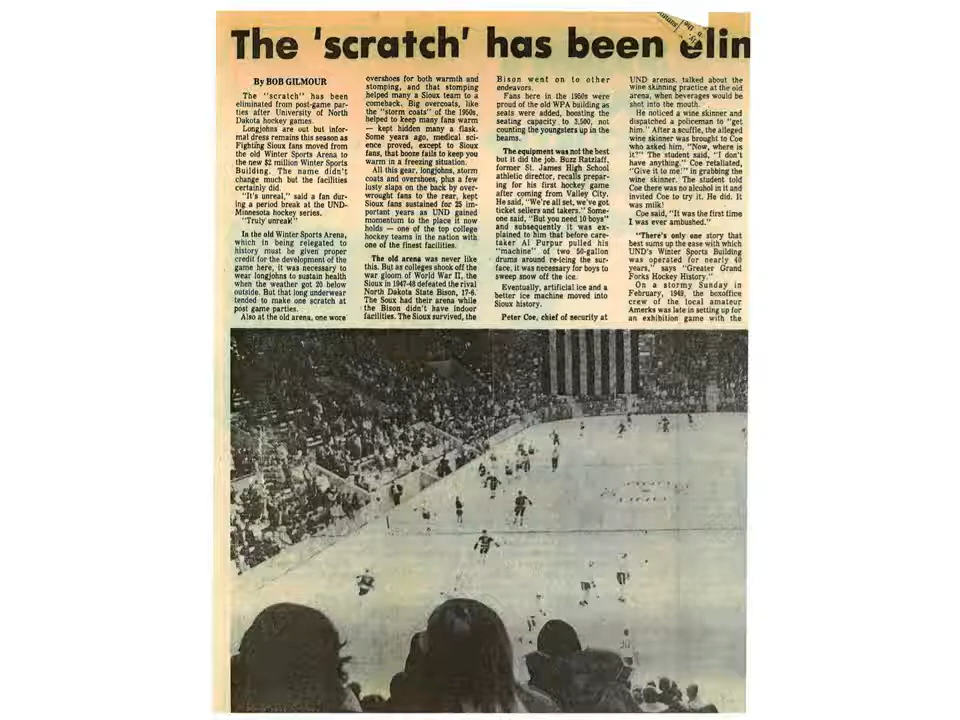 The 'scratch' has been elin
By BOB GILMOUR
The "scratch" has been
eliminated from post-game par-
ties after University of North
Dakota hockey games.
Longjohns are out but infor-
mal dress remains this season as
Fighting Sioux fans moved from
the old Winter Sports Arena to
the new $2 million Winter Sports
Building. The name didn't
change much but the facilities
certainly did.
"It's unreal," said a fan dur-
ing a period break at the UND-
Minnesota hockey series.
"Truly unreal"
In the old Winter Sports Arena,
which in being relegated to
history must be given proper
credit for the development of the
game here, it was necessary to
wear longjohns to sustain health
when the weather got 20 below
outside. But that long underwear
tended to make one scratch at
post game parties.
Also at the old arena, one wore
overshoes for both warmth and
stomping, and that stomping
helped many a Sioux team to a
comeback. Big overcoats, like
the "storm coats" of the 1950s,
helped to keep many fans warm
— kept hidden many a flask.
Some years ago, medical sci-
ence proved, except to Sioux
fans, that booze fails to keep you
warm in a freezing situation.
All this gear, longjohns, storm
coats and overshoes, plus a few
lusty slaps on the back by over-
wrought fans to the rear, kept
Sioux fans sustained for 25 im-
portant years as UND gained
momentum to the place it now
holds — one of the top college
hockey teams in the nation with
one of the finest facilities.
The old arena was never like
this. But as colleges shook off the
war gloom of World War II, the
Sioux in 1947-48 defeated the rival
North Dakota State Bison, 17-6.
The Soux had their arena while
the Bison didn't have indoor
facilities. The Sioux survived, the
Bison went on to other
endeavors.
Fans here in the 1950s were
proud of the old WPA building as
seats were added, boosting the
seating capacity to 3,500, not
counting the youngsters up in the
beams.
The equipment was not the best
but it did the job. Buzz Ratzlaff,
former St. James High School
athletic director, recalls prepar-
ing for his first hockey game
after coming from Valley City.
He said, "We're all set, we've got
ticket sellers and takers." Some-
one said, "But you need 10 boys"
and subsequently it was ex-
plained to him that before care-
taker Al Purpur pulled his
"machine" of two 50-gallon
drums around re-icing the sur-
face, it was necessary for boys to
sweep snow off the ice.
Eventually, artificial ice and a
better ice machine moved into
Sioux history.
Peter Coe, chief of security at
UND arenas, talked about the
wine skinning practice at the old
arena, when beverages would be
shot into the mouth.
He noticed a wine skinner and
dispatched a policeman to "get
him." After a scuffle, the alleged
wine skinner was brought to Coe
who asked him, "Now, where is
it?" The student said, "I don't
have anything." Coe retaliated,
"Give it to me!" in grabbing the
wine skinner. The student told
Coe there was no alcohol in it and
invited Coe to try it. He did. It
was milk!
Coe said, "It was the first time
I was ever ambushed."
"There's only one story that
best sums up the ease with which
UND's Winter Sports Building
was operated for nearly 40
years," says "Greater Grand
Forks Hockey History."
On a stormy Sunday in
February, 1949, the boxoffice
crew of the local amateur
Amerks was late in setting up for
an exhibition game with the